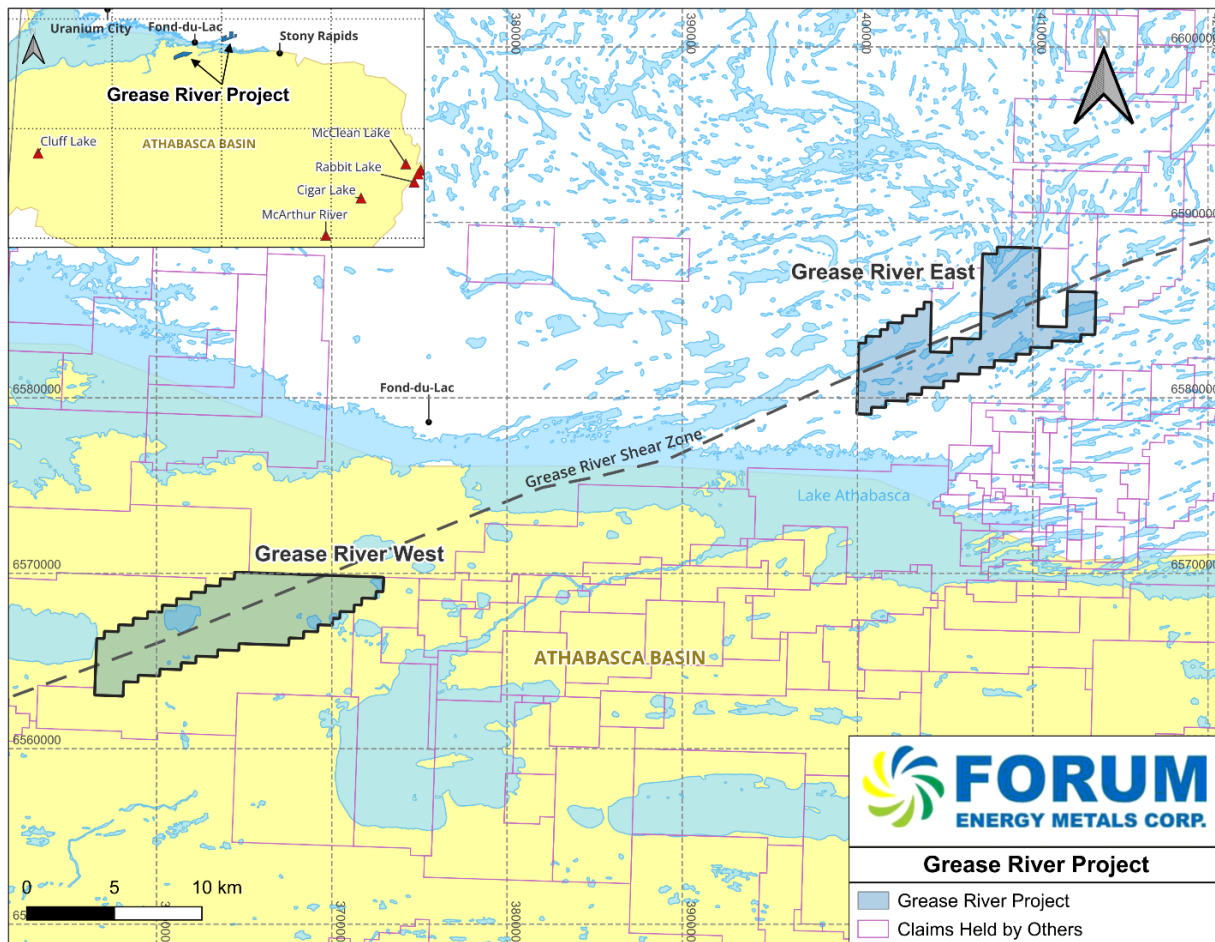 Uranium City
Fond-du-Lac
Stony Rapids
Grease River Project
ATHABASCA BASIN
McClean Lake
Cluff Lake
Rabbit Lake
Cigar Lake
McArthur River
380000
390000
400000
410000
6600000
N
6590000
6590000
Grease River East
6580000
Fond-du-Lac
6580000
Grease River Shear Zone
Lake Athabasca
6570000
Grease River West
6570000
ATHABASCA BASIN
6560000
FORUM
ENERGY METALS CORP.
Grease River Project
Grease River Project
Claims Held by Others
0 5 10 km
370000
380000
390000